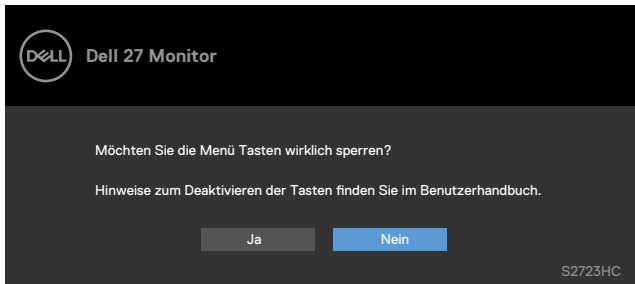 DELL
Dell 27 Monitor
Möchten Sie die Menü Tasten wirklich sperren?
Hinweise zum Deaktivieren der Tasten finden Sie im Benutzerhandbuch.
Ja
Nein
S2723HC